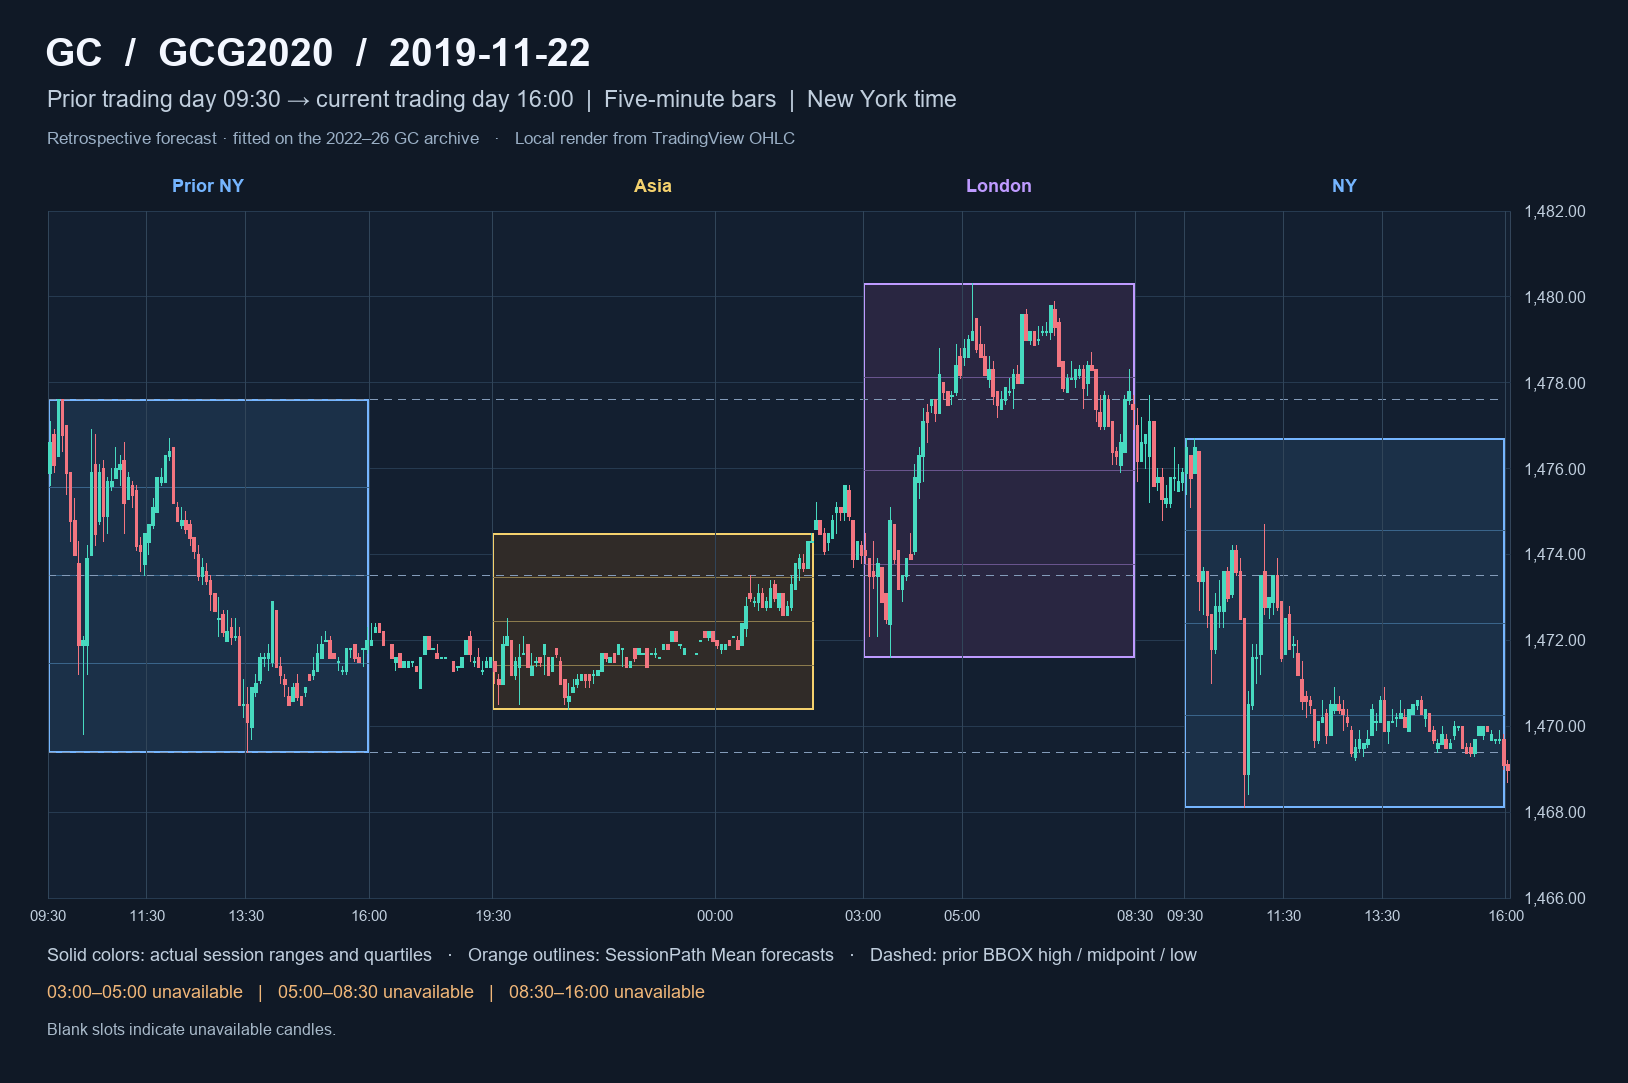 GC / GCG2020 / 2019-11-22
Prior trading day 09:30 → current trading day 16:00 | Five-minute bars | New York time
Retrospective forecast · fitted on the 2022–26 GC archive · Local render from TradingView OHLC
Prior NY Asia London NY
1,482.00
1,480.00
1,478.00
1,476.00
1,474.00
1,472.00
1,470.00
1,468.00
1,466.00
09:30 11:30 13:30 16:00 19:30 00:00 03:00 05:00 08:30 09:30 11:30 13:30 16:00
Solid colors: actual session ranges and quartiles · Orange outlines: SessionPath Mean forecasts · Dashed: prior BBOX high / midpoint / low
03:00–05:00 unavailable | 05:00–08:30 unavailable | 08:30–16:00 unavailable
Blank slots indicate unavailable candles.